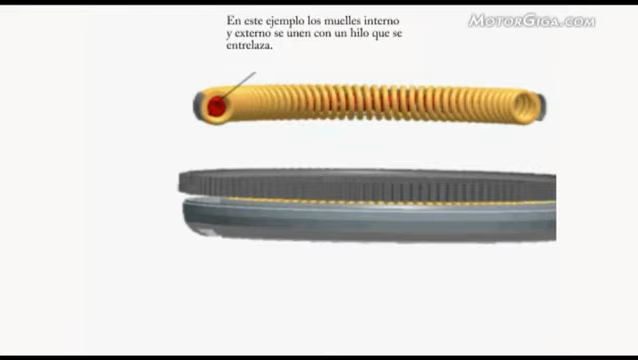 En este ejemplo los muelles interno
y externo se unen con un hilo que se
entrelaza.
MotorGiga.com